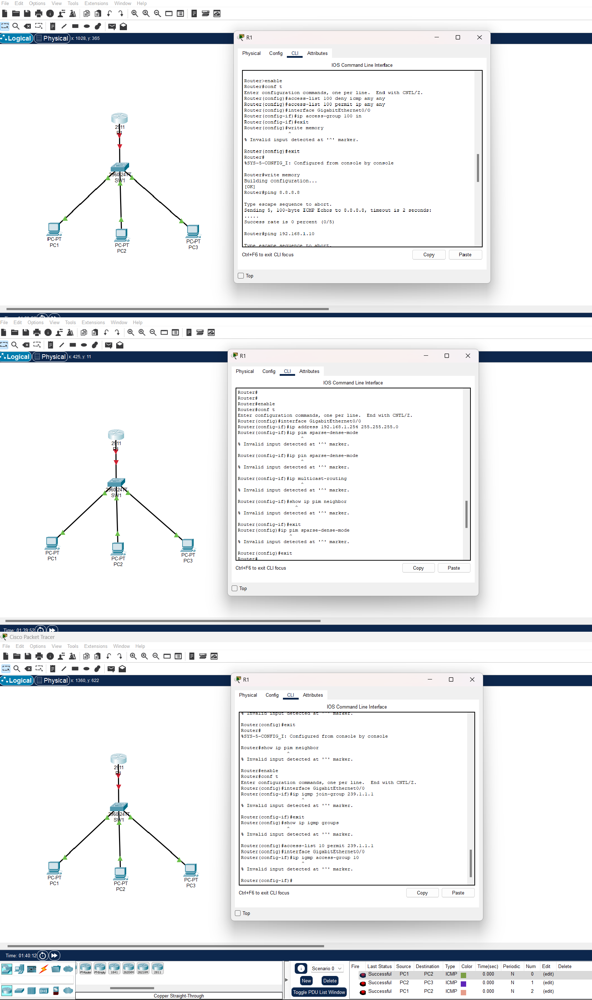 File Edit Options View Tools Extensions Window Help
Logical Physical x: 1028, y: 365
R1
Physical Config CLI Attributes
IOS Command Line Interface
Router>enable
Router#conf t
Enter configuration commands, one per line. End with CNTL/Z.
Router(config)#access-list 100 deny icmp any any
Router(config)#access-list 100 permit ip any any
Router(config)#interface GigabitEthernet0/0
Router(config-if)#ip access-group 100 in
Router(config-if)#exit
Router(config)#write memory
^
% Invalid input detected at '^' marker.
Router(config)#exit
Router#
%SYS-5-CONFIG_I: Configured from console by console
Router#write memory
Building configuration...
[OK]
Router#ping 8.8.8.8
Type escape sequence to abort.
Sending 5, 100-byte ICMP Echos to 8.8.8.8, timeout is 2 seconds:
.....
Success rate is 0 percent (0/5)
Router#ping 192.168.1.10
Type escape sequence to abort.
Ctrl+F6 to exit CLI focus
Copy Paste
Top
2911
R1
2960-24TT
SW1
PC-PT
PC1
PC-PT
PC2
PC-PT
PC3
File Edit Options View Tools Extensions Window Help
Logical Physical x: 425, y: 11
R1
Physical Config CLI Attributes
IOS Command Line Interface
Router#
Router#
Router#enable
Router#conf t
Enter configuration commands, one per line. End with CNTL/Z.
Router(config)#interface GigabitEthernet0/0
Router(config-if)#ip address 192.168.1.254 255.255.255.0
Router(config-if)#ip pim sparse-dense-mode
^
% Invalid input detected at '^' marker.
Router(config-if)#ip pin sparse-dense-mode
^
% Invalid input detected at '^' marker.
Router(config-if)#ip multicast-routing
^
% Invalid input detected at '^' marker.
Router(config-if)#show ip pim neighbor
^
% Invalid input detected at '^' marker.
Router(config-if)#exit
Router(config)#ip pim sparse-dense-mode
^
% Invalid input detected at '^' marker.
Router(config)#exit
Router#
Ctrl+F6 to exit CLI focus
Copy Paste
Top
2911
R1
2960-24TT
SW1
PC-PT
PC1
PC-PT
PC2
PC-PT
PC3
Time: 01:39:52
Cisco Packet Tracer
File Edit Options View Tools Extensions Window Help
Logical Physical x: 1360, y: 622
R1
Physical Config CLI Attributes
IOS Command Line Interface
% Invalid input detected at '^' marker.
Router(config)#exit
Router#
%SYS-5-CONFIG_I: Configured from console by console
Router#show ip pim neighbor
^
% Invalid input detected at '^' marker.
Router#enable
Router#conf t
Enter configuration commands, one per line. End with CNTL/Z.
Router(config)#interface GigabitEthernet0/0
Router(config-if)#ip igmp join-group 239.1.1.1
^
% Invalid input detected at '^' marker.
Router(config-if)#exit
Router(config)#show ip igmp groups
^
% Invalid input detected at '^' marker.
Router(config)#access-list 10 permit 239.1.1.1
Router(config)#interface GigabitEthernet0/0
Router(config-if)#ip igmp access-group 10
^
% Invalid input detected at '^' marker.
Router(config-if)#
Ctrl+F6 to exit CLI focus
Copy Paste
Top
2911
R1
2960-24TT
SW1
PC-PT
PC1
PC-PT
PC2
PC-PT
PC3
Time: 01:40:12
PT-Router PT-Empty 1841 2620XM 2621XM 2811
Copper Straight-Through
Scenario 0
New Delete
Toggle PDU List Window
Fire Last Status Source Destination Type Color Time(sec) Periodic Num Edit Delete
Successful PC1 PC2 ICMP 0.000 N 0 (edit)
Successful PC2 PC3 ICMP 0.000 N 1 (edit)
Successful PC1 PC2 ICMP 0.000 N 2 (edit)